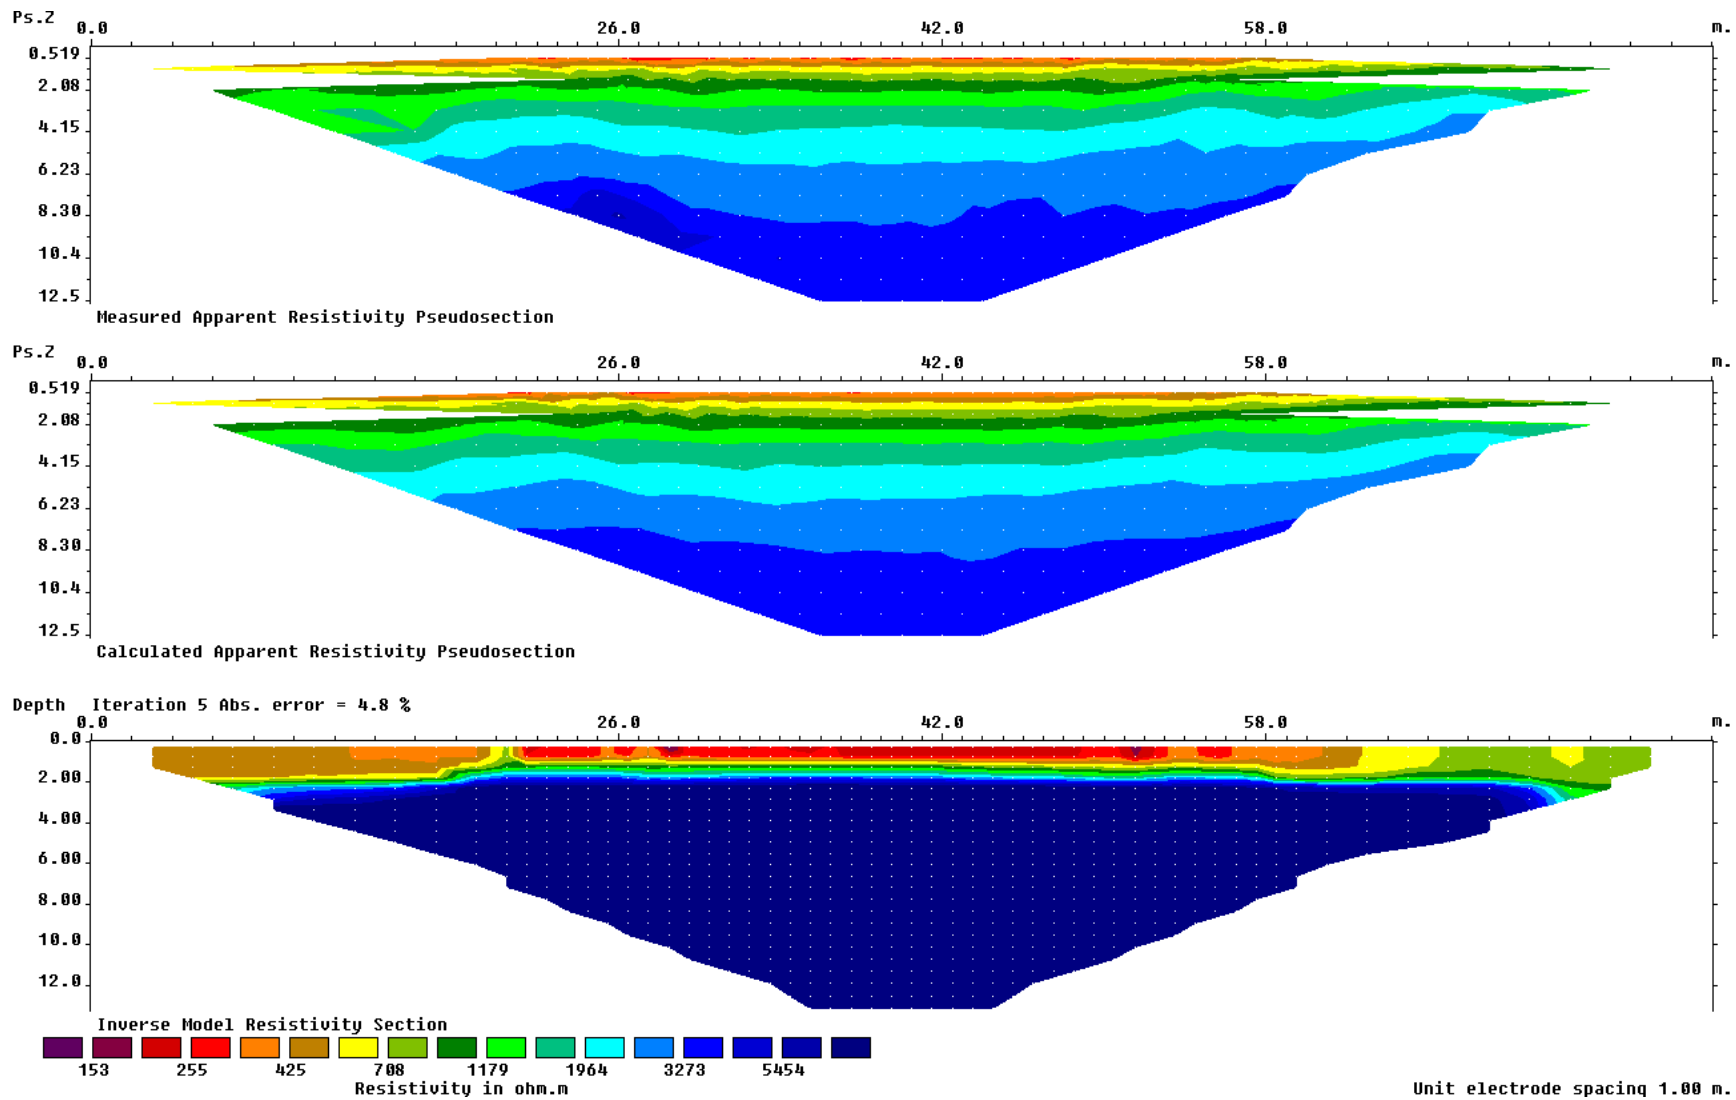 Ps.Z 0.0 26.0 42.0 58.0 m.
0.519
2.08
4.15
6.23
8.30
10.4
12.5
Measured Apparent Resistivity Pseudosection
Ps.Z 0.0 26.0 42.0 58.0 m.
0.519
2.08
4.15
6.23
8.30
10.4
12.5
Calculated Apparent Resistivity Pseudosection
Depth Iteration 5 Abs. error = 4.8 %
0.0 26.0 42.0 58.0 m.
0.0
2.00
4.00
6.00
8.00
10.0
12.0
Inverse Model Resistivity Section
153 255 425 708 1179 1964 3273 5454
Resistivity in ohm.m Unit electrode spacing 1.00 m.